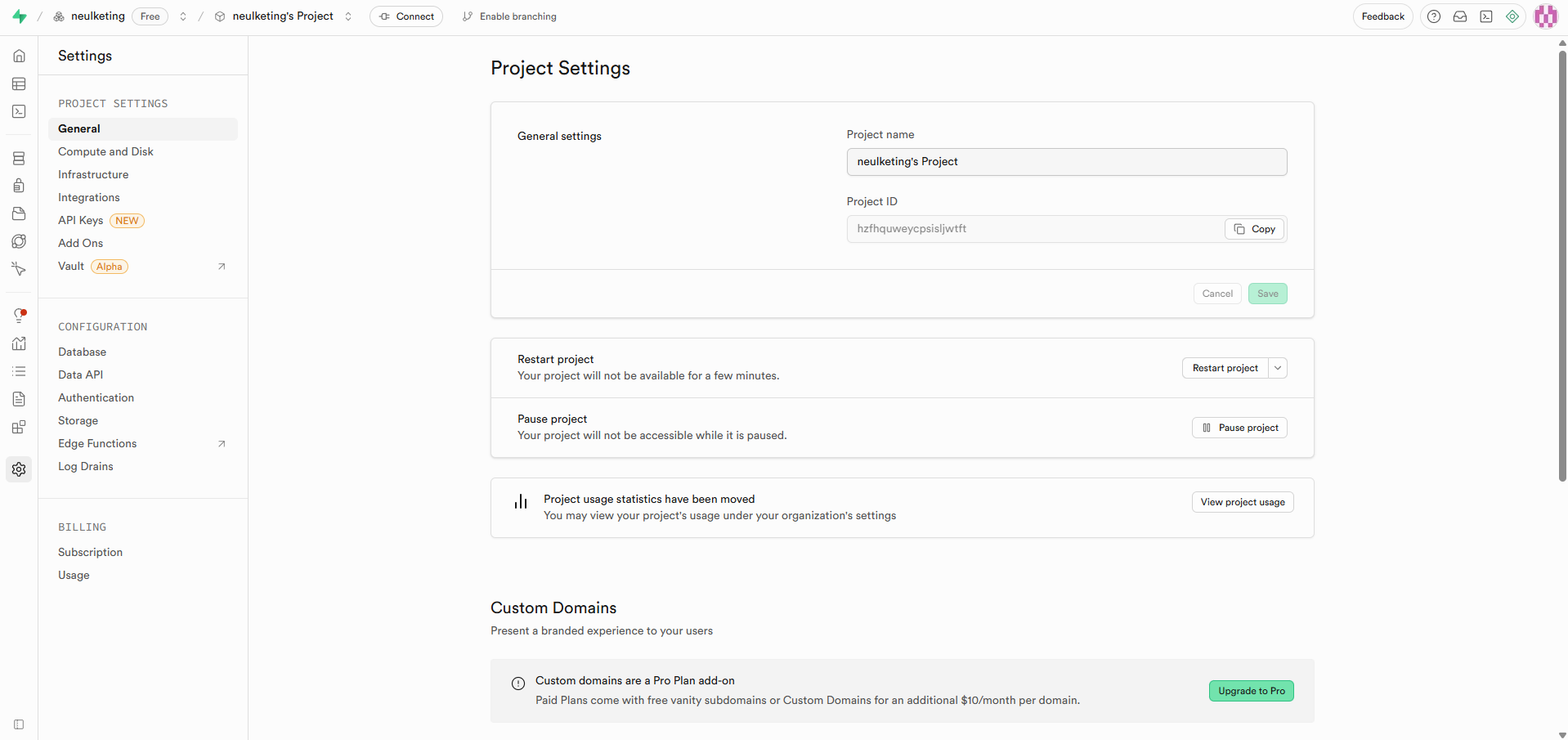 neulketing Free neulketing's Project Connect Enable branching Feedback
Settings
PROJECT SETTINGS
General
Compute and Disk
Infrastructure
Integrations
API Keys NEW
Add Ons
Vault Alpha
CONFIGURATION
Database
Data API
Authentication
Storage
Edge Functions
Log Drains
BILLING
Subscription
Usage
Project Settings
General settings
Project name
neulketing's Project
Project ID
hzfhquweycpsisljwtft Copy
Cancel Save
Restart project
Your project will not be available for a few minutes.
Restart project
Pause project
Your project will not be accessible while it is paused.
Pause project
Project usage statistics have been moved
You may view your project's usage under your organization's settings
View project usage
Custom Domains
Present a branded experience to your users
Custom domains are a Pro Plan add-on
Paid Plans come with free vanity subdomains or Custom Domains for an additional $10/month per domain.
Upgrade to Pro